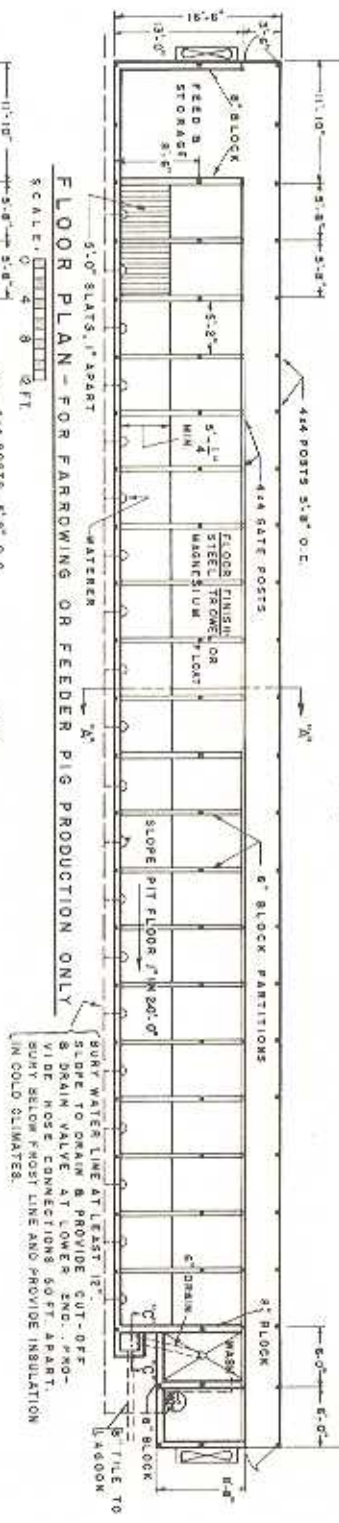 16'-6"
13'-0"
3'-6"
11'-10"
5'-8"
5'-8"
4x4 POSTS 5'-8" O.C.
8" BLOCK
FEED &
STORAGE
8'-6"
5'-2"
4x4 GATE POSTS
5'-1/4"
MIN.
FLOOR FINISH:
STEEL TROWEL OR
MAGNESIUM FLOAT
"A"
"A"
6" BLOCK PARTITIONS
SLOPE PIT FLOOR 1" IN 240'-0"
5'-0" SLATS, 1" APART
WATERER
8" BLOCK
6'-0"
6'-0"
WASH
6" DRAIN
"C"
"C"
8" BLOCK
8'-8"
TILE TO
LAGOON
FLOOR PLAN - FOR FARROWING OR FEEDER PIG PRODUCTION ONLY
SCALE: 0 4 8 12 FT.
BURY WATER LINE AT LEAST 12".
SLOPE TO DRAIN & PROVIDE CUT-OFF
& DRAIN VALVE AT LOWER END. PRO-
VIDE HOSE CONNECTIONS 50 FT. APART.
BURY BELOW FROST LINE AND PROVIDE INSULATION
IN COLD CLIMATES.
11'-10"
5'-8"
5'-8"